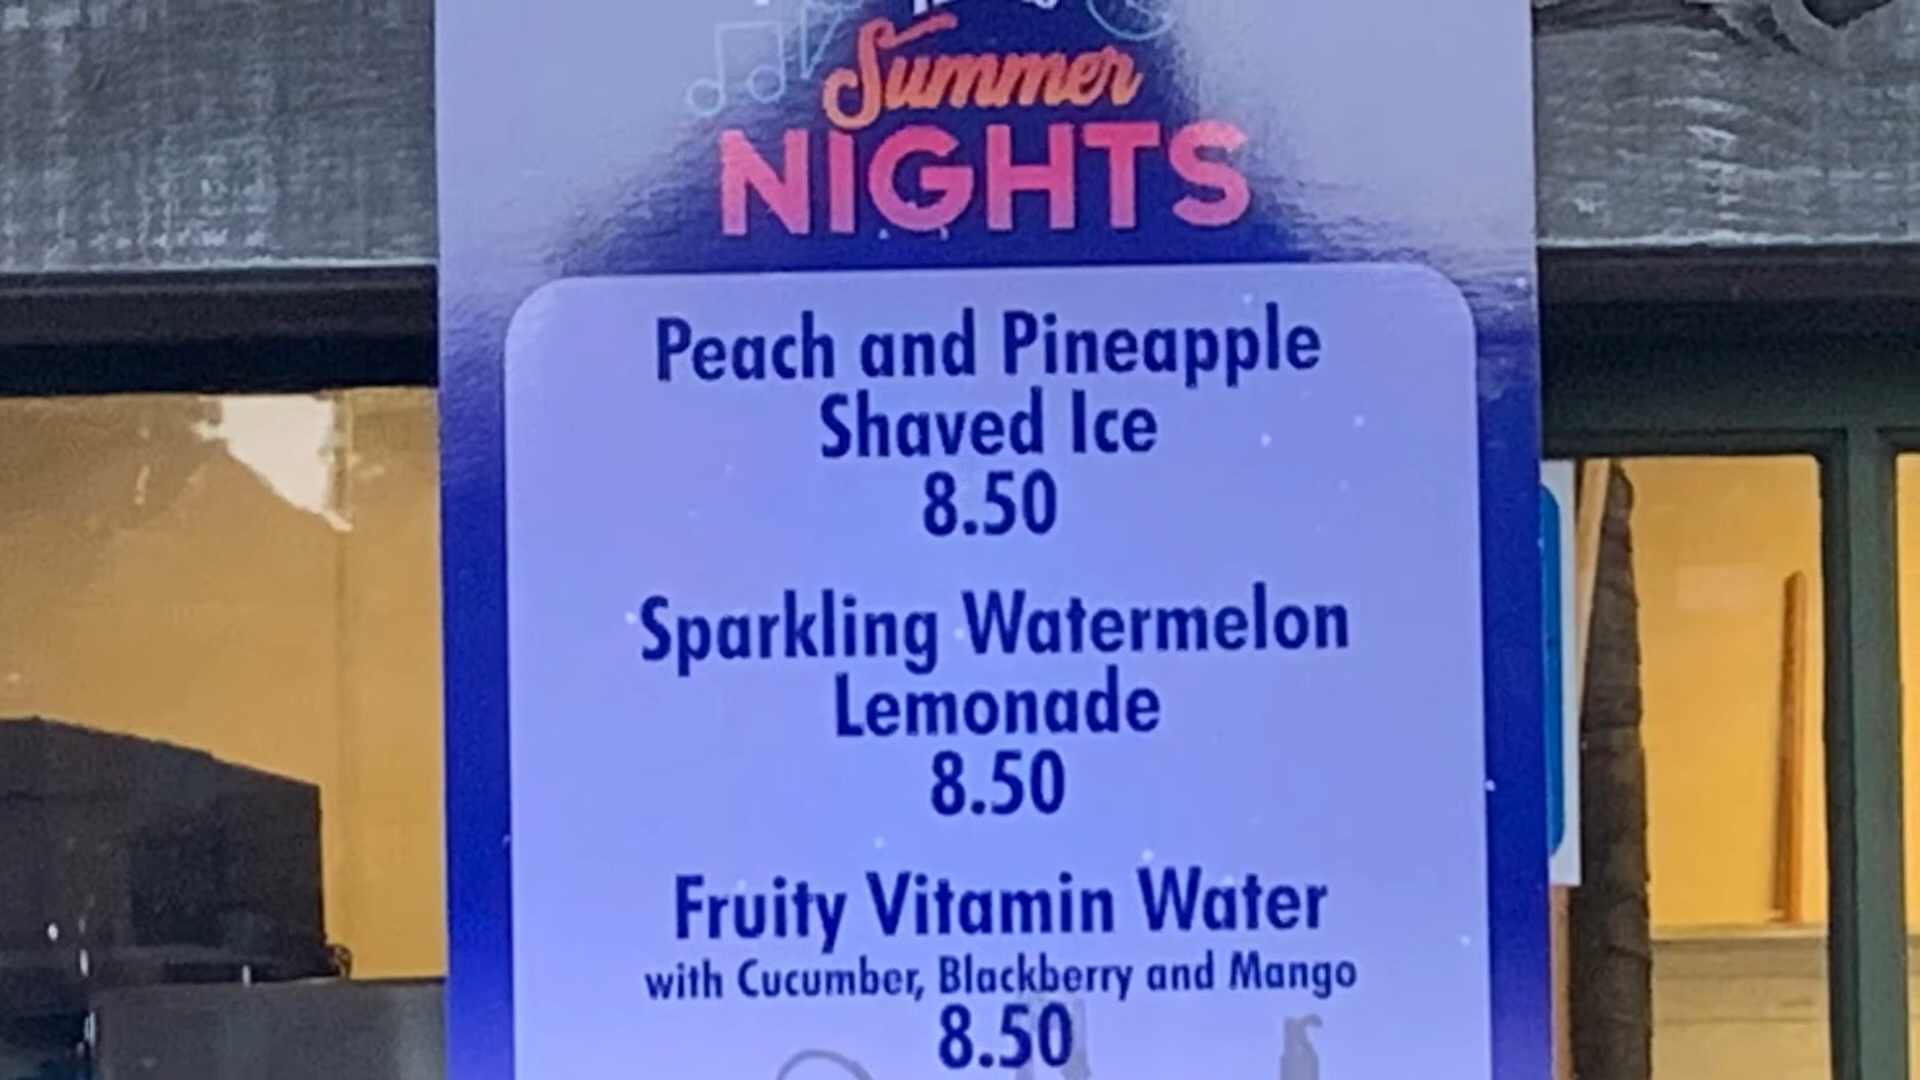 Summer
NIGHTS
Peach and Pineapple
Shaved Ice
8.50
Sparkling Watermelon
Lemonade
8.50
Fruity Vitamin Water
with Cucumber, Blackberry and Mango
8.50